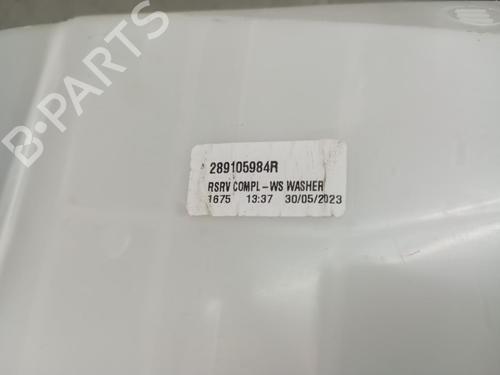 289105984R
RSRV COMPL-WS WASHER
1675 13:37 30/05/2023
B-PARTS